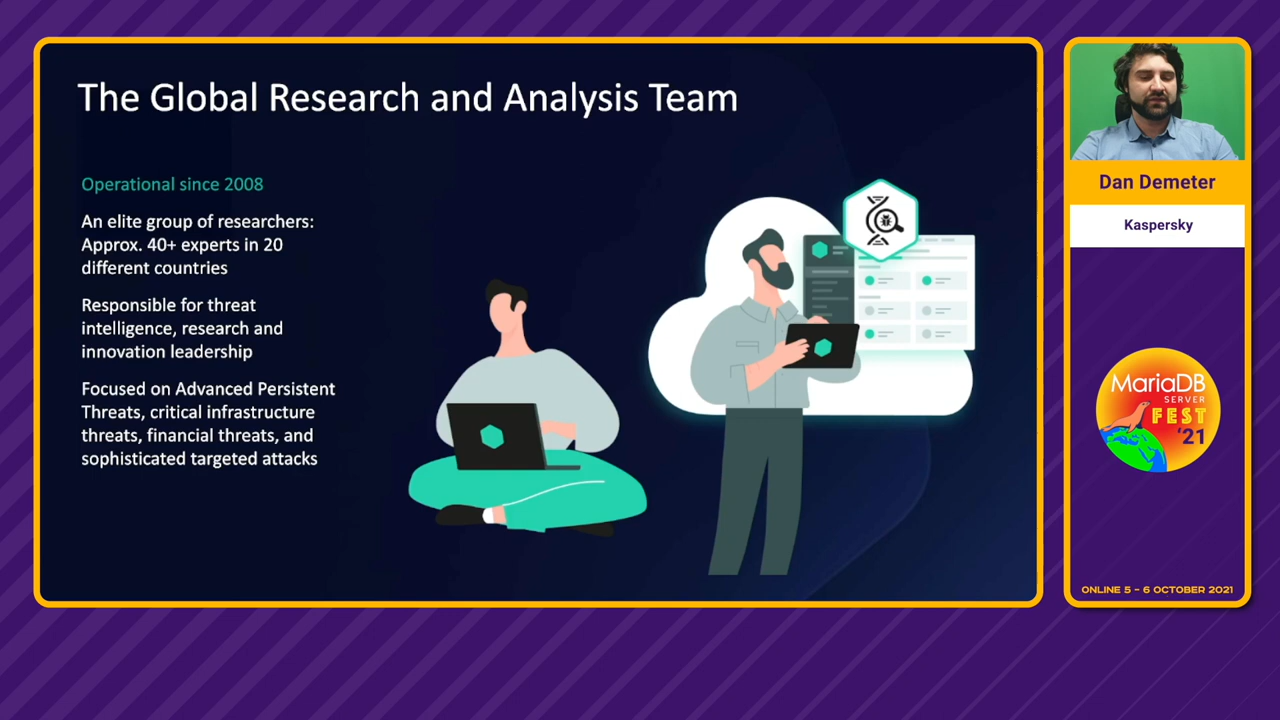 The Global Research and Analysis Team
Operational since 2008
An elite group of researchers:
Approx. 40+ experts in 20
different countries
Responsible for threat
intelligence, research and
innovation leadership
Focused on Advanced Persistent
Threats, critical infrastructure
threats, financial threats, and
sophisticated targeted attacks
Dan Demeter
Kaspersky
MariaDB
SERVER
FEST
'21
ONLINE 5 - 6 OCTOBER 2021